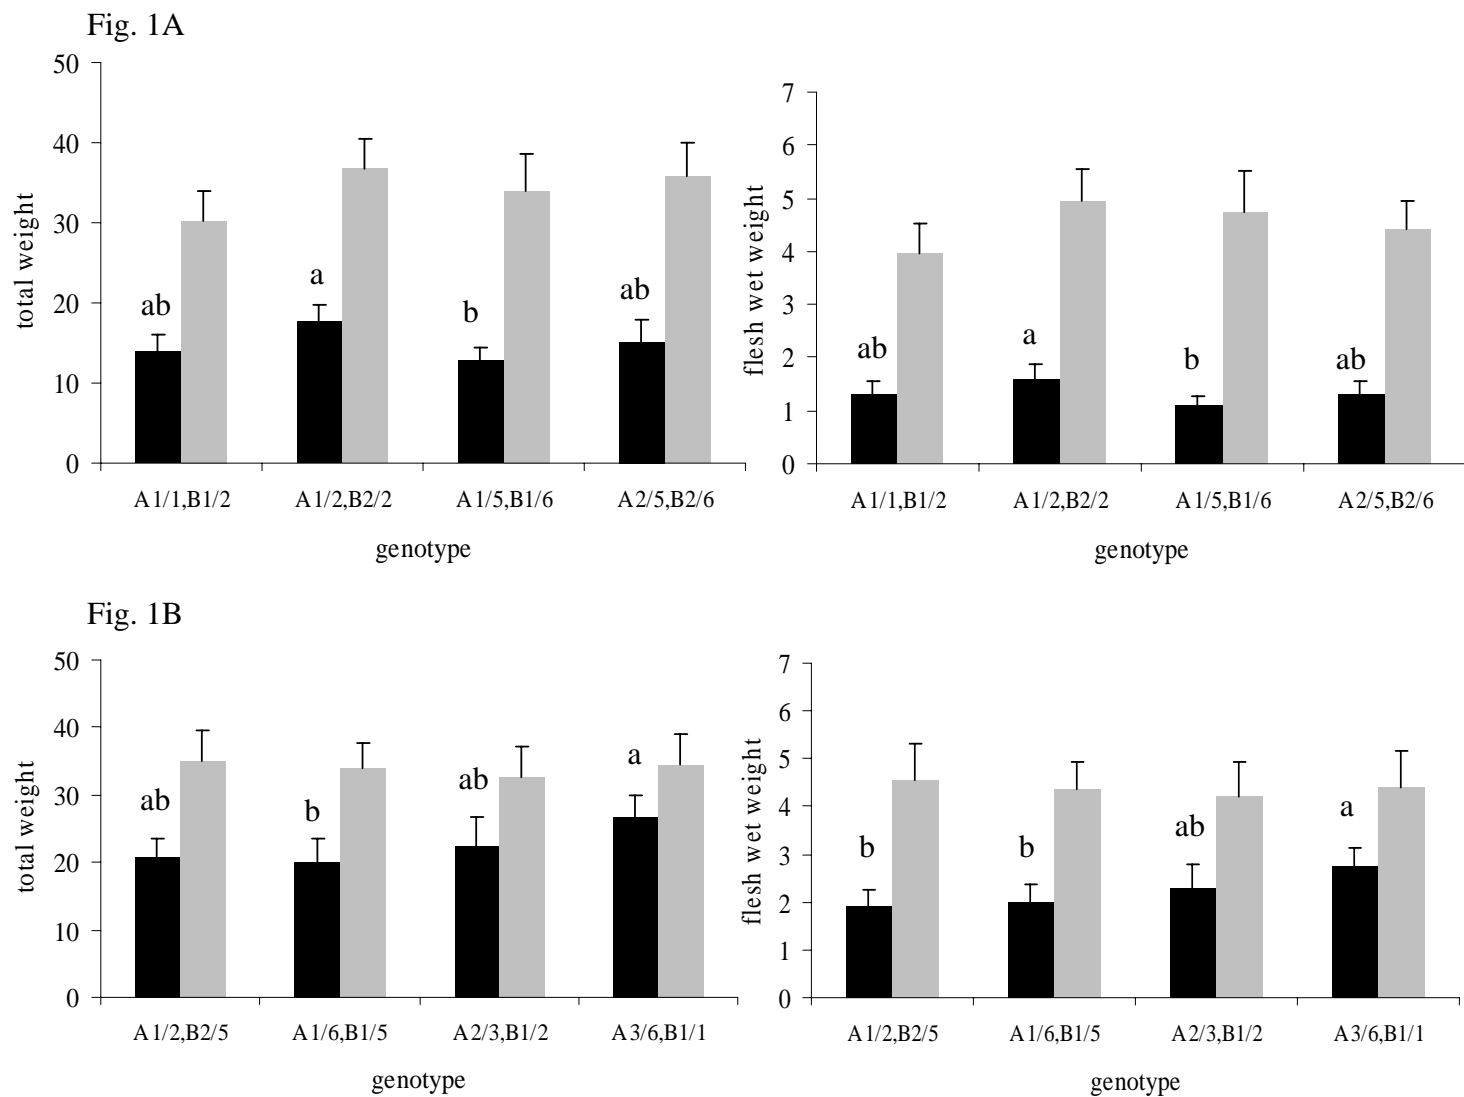 Fig. 1A
total weight
50
40
30
20
10
0
ab
a
b
ab
A1/1,B1/2 A1/2,B2/2 A1/5,B1/6 A2/5,B2/6
genotype
flesh wet weight
7
6
5
4
3
2
1
0
ab
a
b
ab
A1/1,B1/2 A1/2,B2/2 A1/5,B1/6 A2/5,B2/6
genotype
Fig. 1B
total weight
50
40
30
20
10
0
ab
b
ab
a
A1/2,B2/5 A1/6,B1/5 A2/3,B1/2 A3/6,B1/1
genotype
flesh wet weight
7
6
5
4
3
2
1
0
b
b
ab
a
A1/2,B2/5 A1/6,B1/5 A2/3,B1/2 A3/6,B1/1
genotype